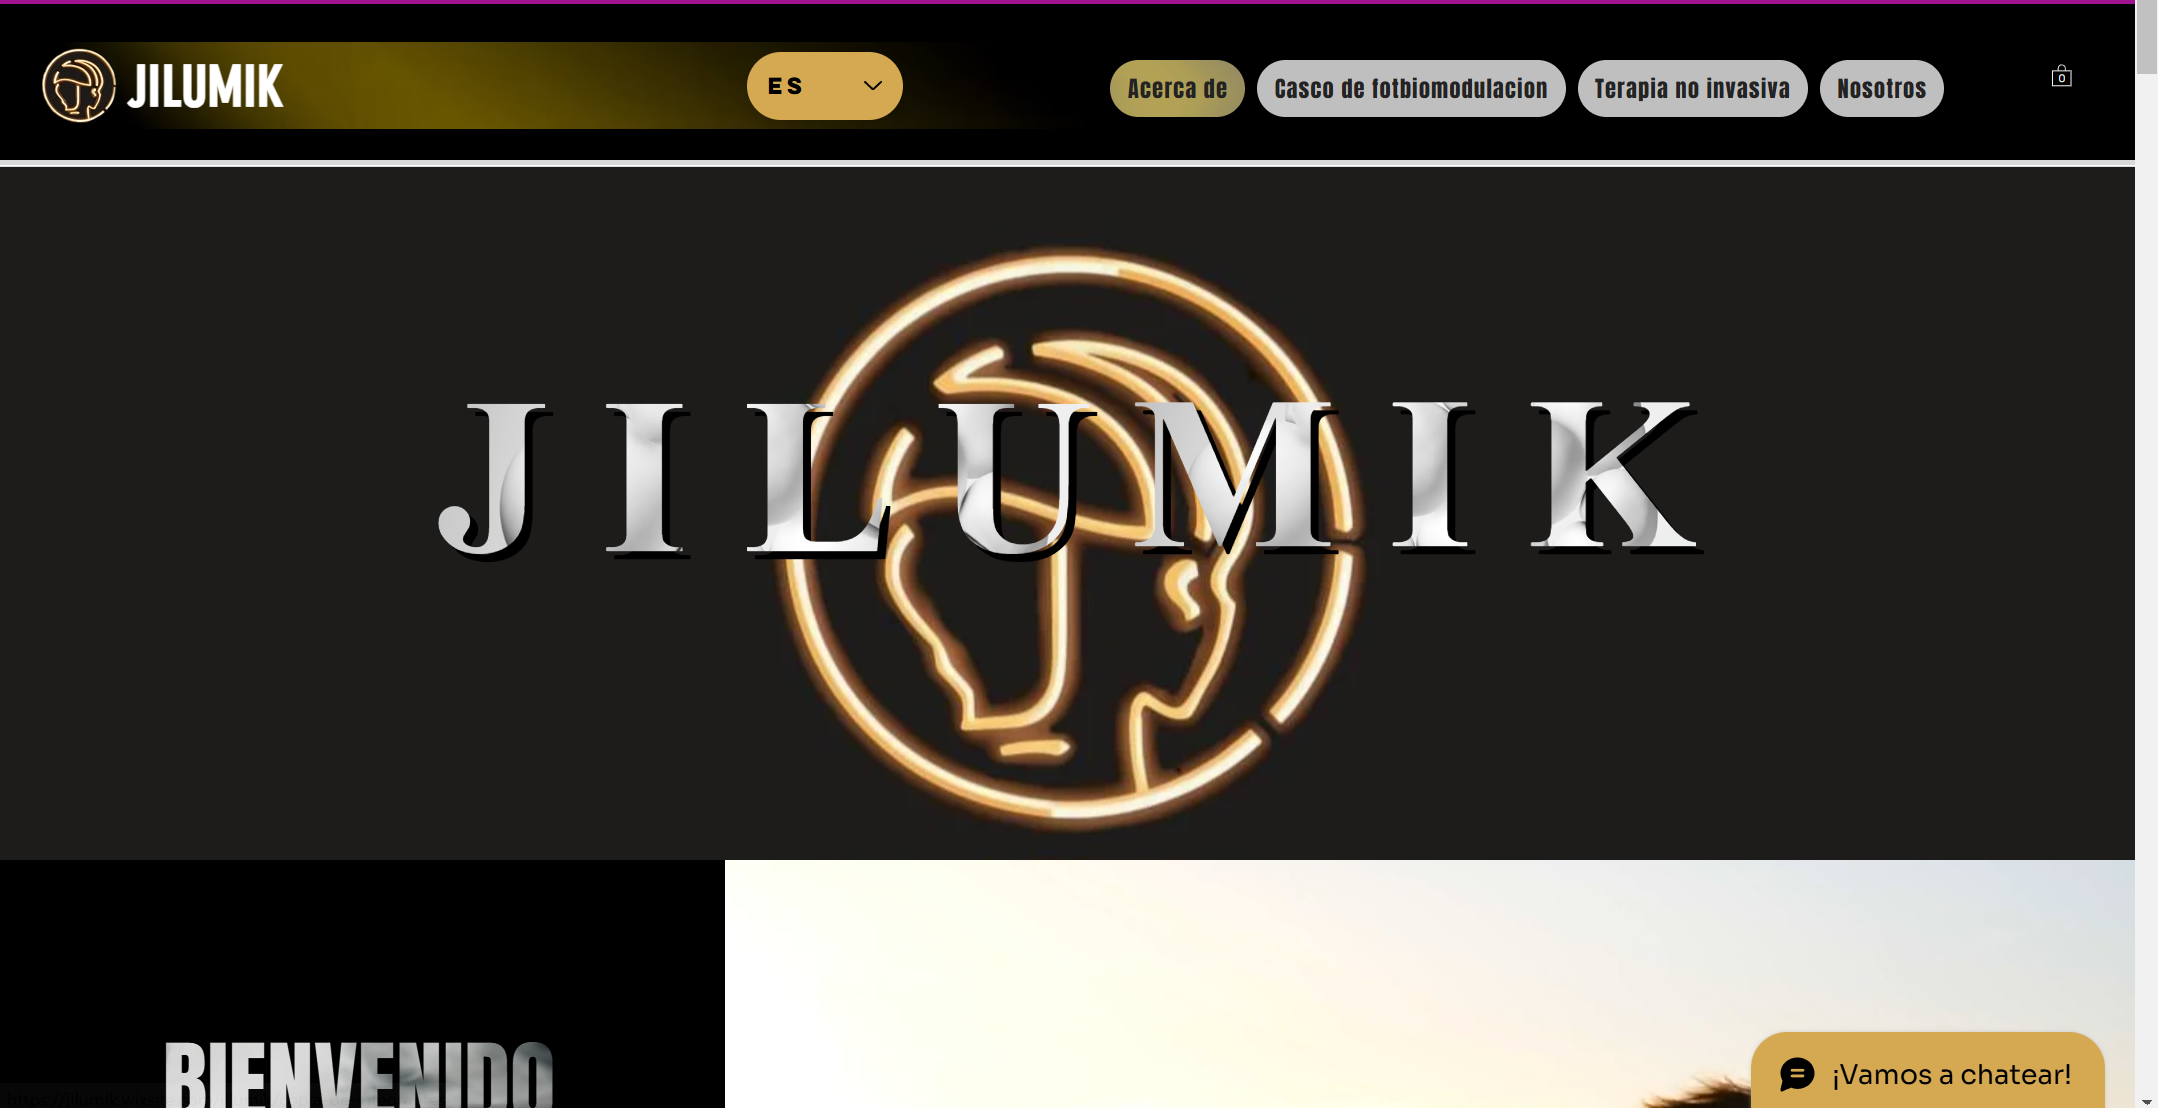 JILUMIK
ES
Acerca de
Casco de fotbiomodulacion
Terapia no invasiva
Nosotros
0
JILUMIK
BIENVENIDO
¡Vamos a chatear!